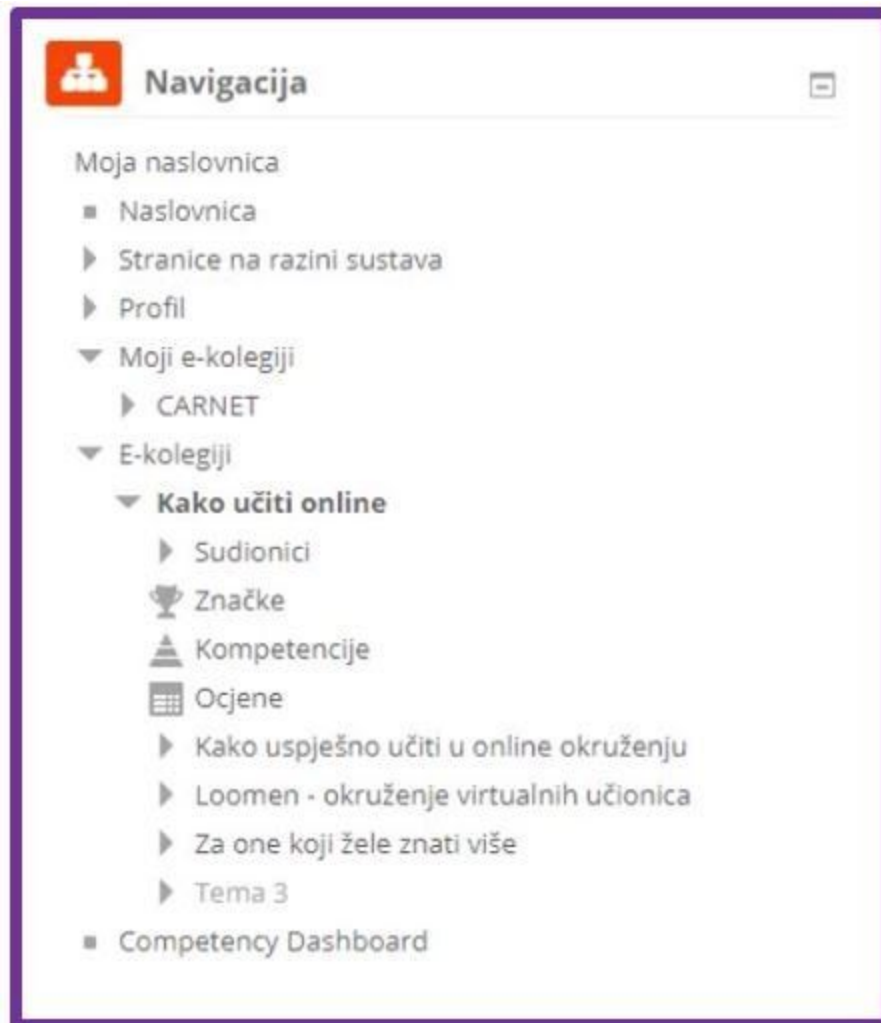 Navigacija
Moja naslovnica
Naslovnica
Stranice na razini sustava
Profil
Moji e-kolegiji
CARNET
E-kolegiji
Kako učiti online
Sudionici
Značke
Kompetencije
Ocjene
Kako uspješno učiti u online okruženju
Loomen - okruženje virtualnih učionica
Za one koji žele znati više
Tema 3
Competency Dashboard